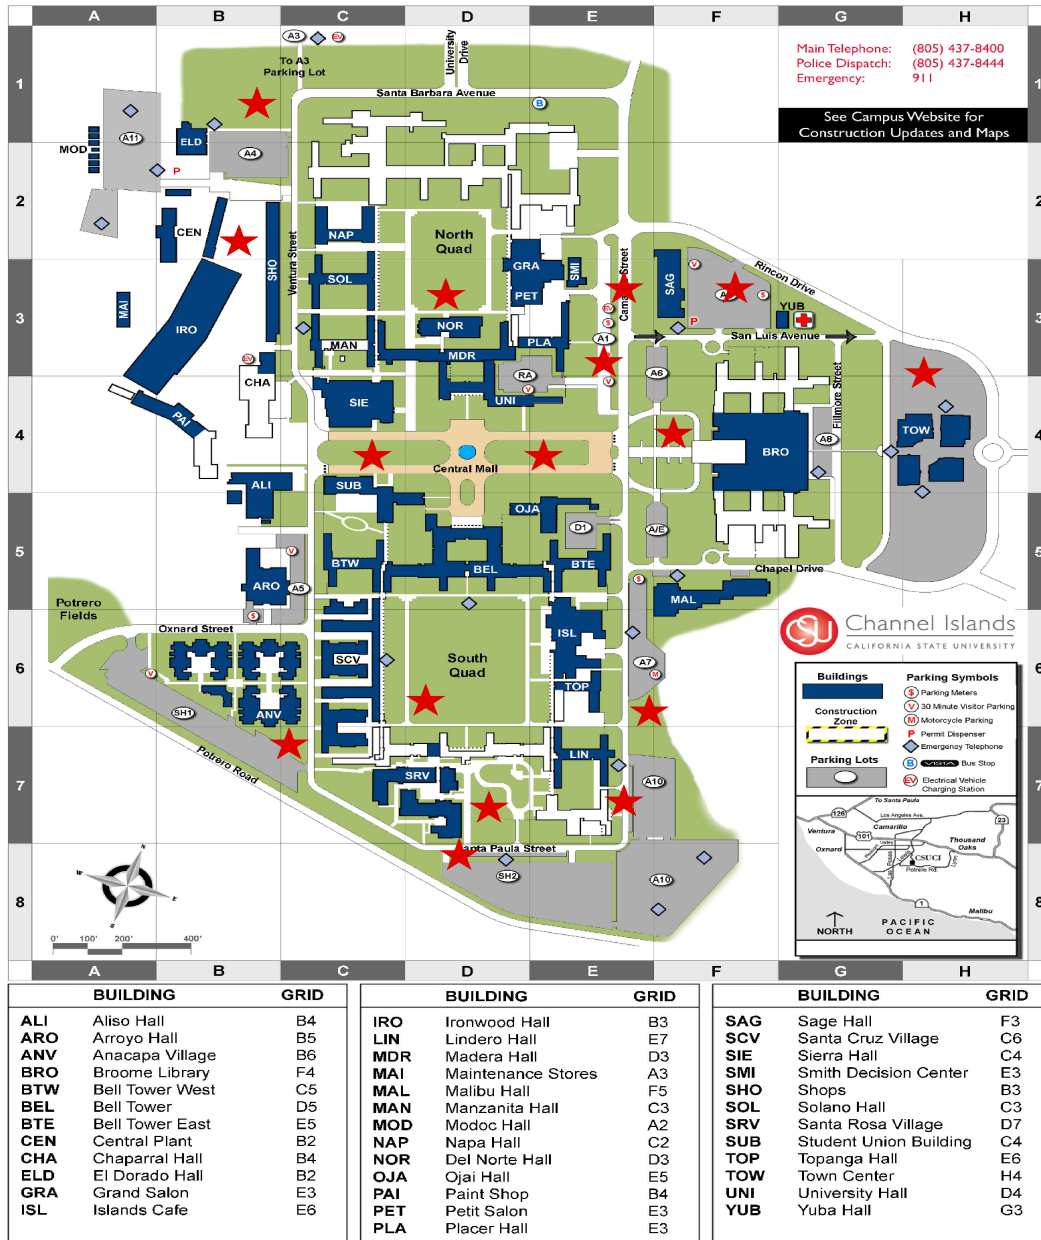 A B C D E F G H
A3 EV
To A3
Parking Lot
University
Drive
Main Telephone: (805) 437-8400
Police Dispatch: (805) 437-8444
Emergency: 911
1 1
Santa Barbara Avenue
B
See Campus Website for
Construction Updates and Maps
A11
ELD
MOD
A4
P
2 2
CEN
NAP
North
Quad
Ventura Street
SHO
GRA
SMI
Street
SAG
V
Rincon Drive
SOL
PET
$
MAI
EV
YUB
3 3
IRO
NOR
$
P
San Luis Avenue
MAN
MDR
PLA
A1
EV
CHA
RA
V
V
A6
SIE
UNI
Fillmore Street
PAI
4 4
TOW
A8
BRO
Central Mall
ALI
SUB
OJA
D1
A/E
5 5
V
BTW
BEL
BTE
Chapel Drive
ARO
A5
$
MAL
Potrero
Fields
$
Oxnard Street
ISL
CSU Channel Islands
CALIFORNIA STATE UNIVERSITY
6 6
SCV
South
Quad
A7
V
M
TOP
SH1
ANV
Buildings
Parking Symbols
$ Parking Meters
V 30 Minute Visitor Parking
Construction
Zone
M Motorcycle Parking
P Permit Dispenser
Emergency Telephone
Parking Lots
B VISTA Bus Stop
EV Electrical Vehicle
Charging Station
Potrero Road
LIN
7 7
SRV
A10
To Santa Paula
126
Los Angeles Ave.
23
Ventura
Camarillo
101
Thousand
Oaks
Oxnard
CSUCI
Potrero Rd.
anta Paula Street
SH2
A10
8 8
N
W
E
S
1
Malibu
PACIFIC
OCEAN
NORTH
0 100' 200' 400'
A B C D E F G H
BUILDING GRID
ALI Aliso Hall B4
ARO Arroyo Hall B5
ANV Anacapa Village B6
BRO Broome Library F4
BTW Bell Tower West C5
BEL Bell Tower D5
BTE Bell Tower East E5
CEN Central Plant B2
CHA Chaparral Hall B4
ELD El Dorado Hall B2
GRA Grand Salon E3
ISL Islands Cafe E6
BUILDING GRID
IRO Ironwood Hall B3
LIN Lindero Hall E7
MDR Madera Hall D3
MAI Maintenance Stores A3
MAL Malibu Hall F5
MAN Manzanita Hall C3
MOD Modoc Hall A2
NAP Napa Hall C2
NOR Del Norte Hall D3
OJA Ojai Hall E5
PAI Paint Shop B4
PET Petit Salon E3
PLA Placer Hall E3
BUILDING GRID
SAG Sage Hall F3
SCV Santa Cruz Village C6
SIE Sierra Hall C4
SMI Smith Decision Center E3
SHO Shops B3
SOL Solano Hall C3
SRV Santa Rosa Village D7
SUB Student Union Building C4
TOP Topanga Hall E6
TOW Town Center H4
UNI University Hall D4
YUB Yuba Hall G3